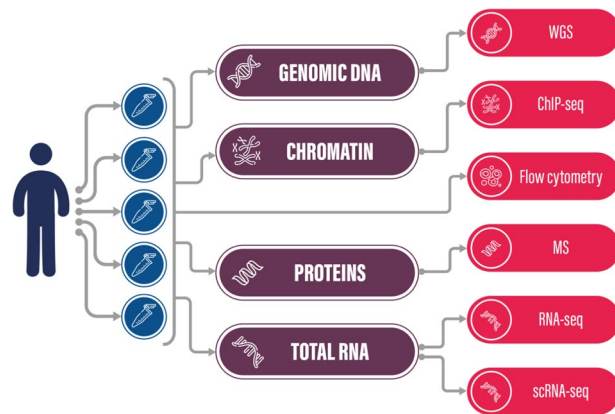 WGS
GENOMIC DNA
ChIP-seq
CHROMATIN
Flow cytometry
PROTEINS
MS
RNA-seq
TOTAL RNA
scRNA-seq